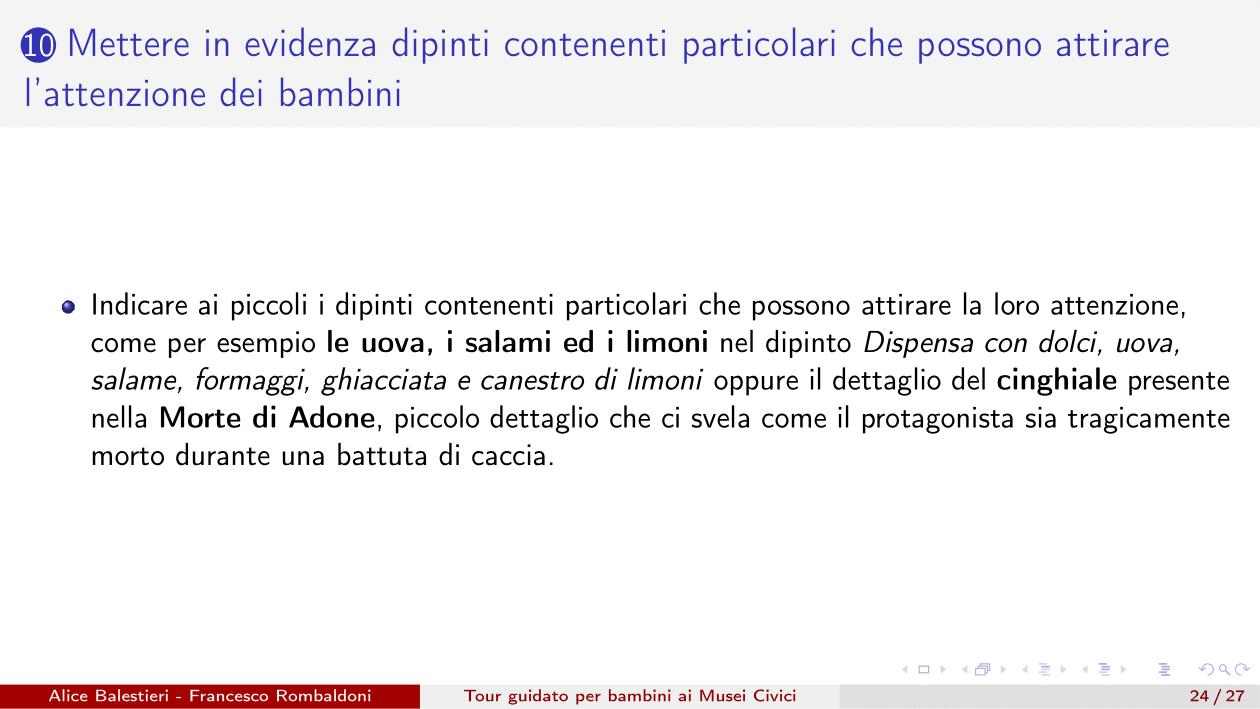 10 Mettere in evidenza dipinti contenenti particolari che possono attirare
l'attenzione dei bambini
Indicare ai piccoli i dipinti contenenti particolari che possono attirare la loro attenzione,
come per esempio le uova, i salami ed i limoni nel dipinto Dispensa con dolci, uova,
salame, formaggi, ghiacciata e canestro di limoni oppure il dettaglio del cinghiale presente
nella Morte di Adone, piccolo dettaglio che ci svela come il protagonista sia tragicamente
morto durante una battuta di caccia.
Alice Balestieri - Francesco Rombaldoni
Tour guidato per bambini ai Musei Civici
24 / 27